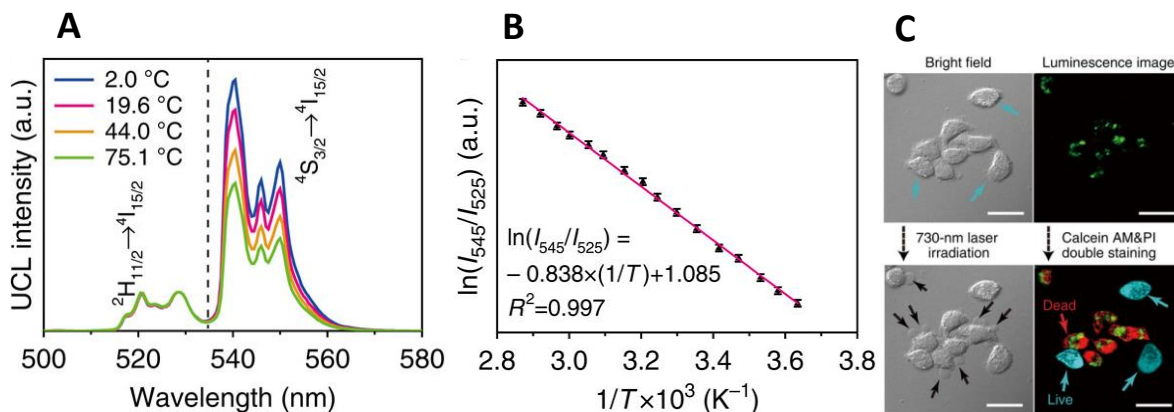 A
UCL intensity (a.u.)
2.0 °C
19.6 °C
44.0 °C
75.1 °C
²H₁₁/₂→⁴I₁₅/₂
⁴S₃/₂→⁴I₁₅/₂
500 520 540 560 580
Wavelength (nm)
B
ln(I₅₄₅/I₅₂₅) (a.u.)
ln(I₅₄₅/I₅₂₅) =
− 0.838×(1/T)+1.085
R²=0.997
2.8 3.0 3.2 3.4 3.6 3.8
1/T×10³ (K⁻¹)
C
Bright field Luminescence image
730-nm laser
irradiation
Calcein AM&PI
double staining
Dead
Live